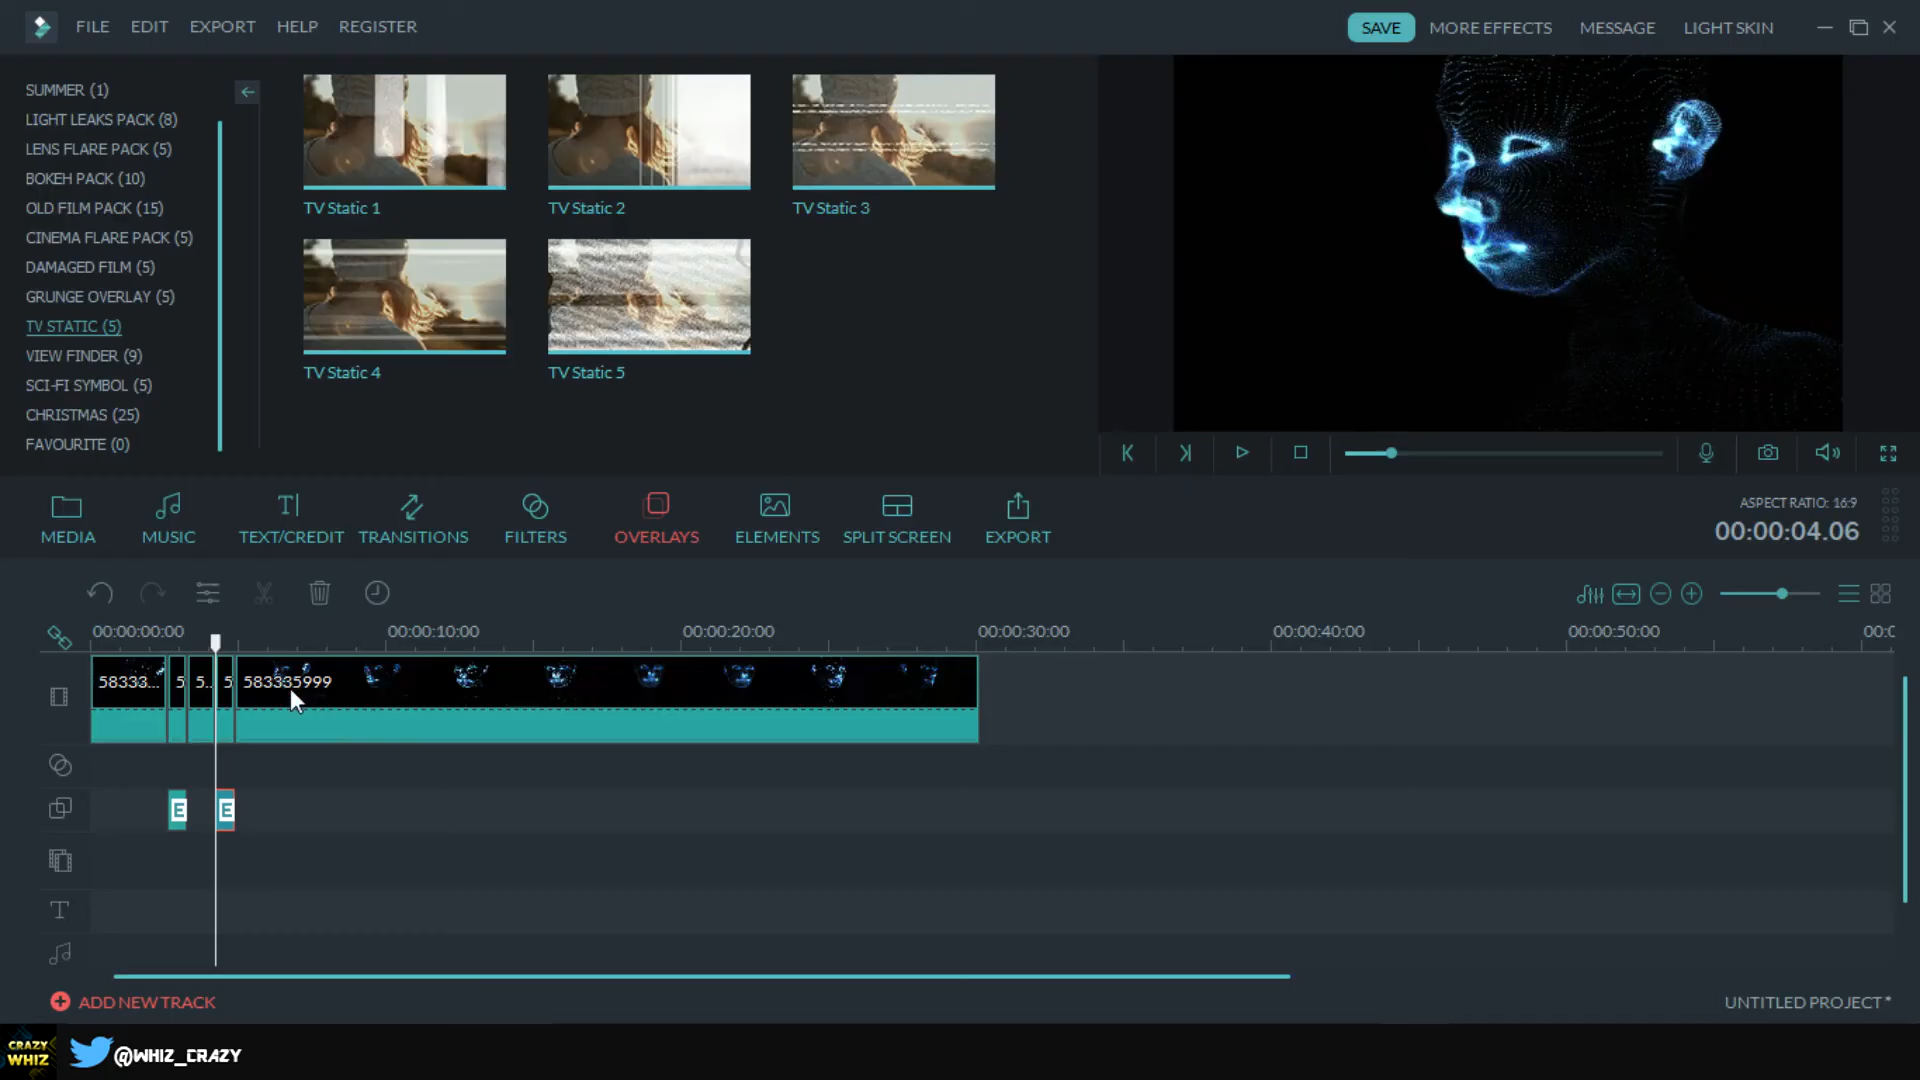 FILE EDIT EXPORT HELP REGISTER
SAVE MORE EFFECTS MESSAGE LIGHT SKIN
SUMMER (1)
LIGHT LEAKS PACK (8)
LENS FLARE PACK (5)
BOKEH PACK (10)
OLD FILM PACK (15)
CINEMA FLARE PACK (5)
DAMAGED FILM (5)
GRUNGE OVERLAY (5)
TV STATIC (5)
VIEW FINDER (9)
SCI-FI SYMBOL (5)
CHRISTMAS (25)
FAVOURITE (0)
TV Static 1
TV Static 2
TV Static 3
TV Static 4
TV Static 5
MEDIA
MUSIC
TEXT/CREDIT
TRANSITIONS
FILTERS
OVERLAYS
ELEMENTS
SPLIT SCREEN
EXPORT
ASPECT RATIO: 16:9
00:00:04.06
00:00:00:00 00:00:10:00 00:00:20:00 00:00:30:00 00:00:40:00 00:00:50:00 00:0
58333... 5 5.. 5 583335999
E E
ADD NEW TRACK
UNTITLED PROJECT *
CRAZY
WHIZ
@WHIZ_CRAZY